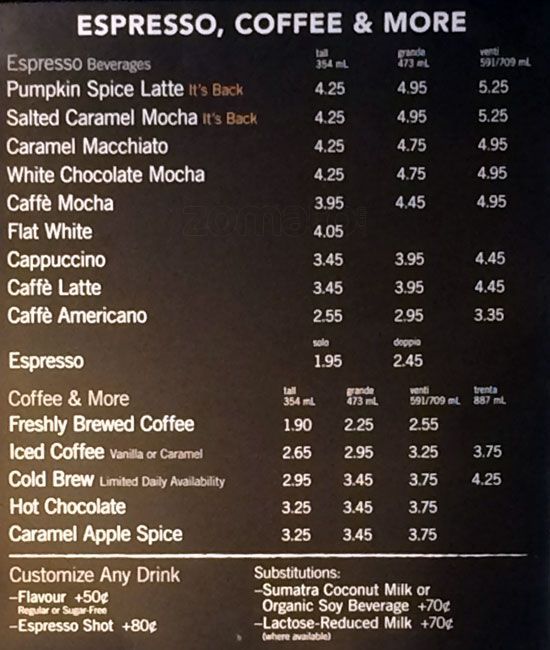 ESPRESSO, COFFEE & MORE
Espresso Beverages tall 354 mL grande 473 mL venti 591/709 mL
Pumpkin Spice Latte It's Back 4.25 4.95 5.25
Salted Caramel Mocha It's Back 4.25 4.95 5.25
Caramel Macchiato 4.25 4.75 4.95
White Chocolate Mocha 4.25 4.75 4.95
Caffè Mocha 3.95 4.45 4.95
zomato
Flat White 4.05
Cappuccino 3.45 3.95 4.45
Caffè Latte 3.45 3.95 4.45
Caffè Americano 2.55 2.95 3.35
solo doppio
Espresso 1.95 2.45
Coffee & More tall 354 mL grande 473 mL venti 591/709 mL trenta 887 mL
Freshly Brewed Coffee 1.90 2.25 2.55
Iced Coffee Vanilla or Caramel 2.65 2.95 3.25 3.75
Cold Brew Limited Daily Availability 2.95 3.45 3.75 4.25
Hot Chocolate 3.25 3.45 3.75
Caramel Apple Spice 3.25 3.45 3.75
Customize Any Drink
–Flavour +50¢
Regular or Sugar-Free
–Espresso Shot +80¢
Substitutions:
–Sumatra Coconut Milk or
Organic Soy Beverage +70¢
–Lactose-Reduced Milk +70¢
(where available)